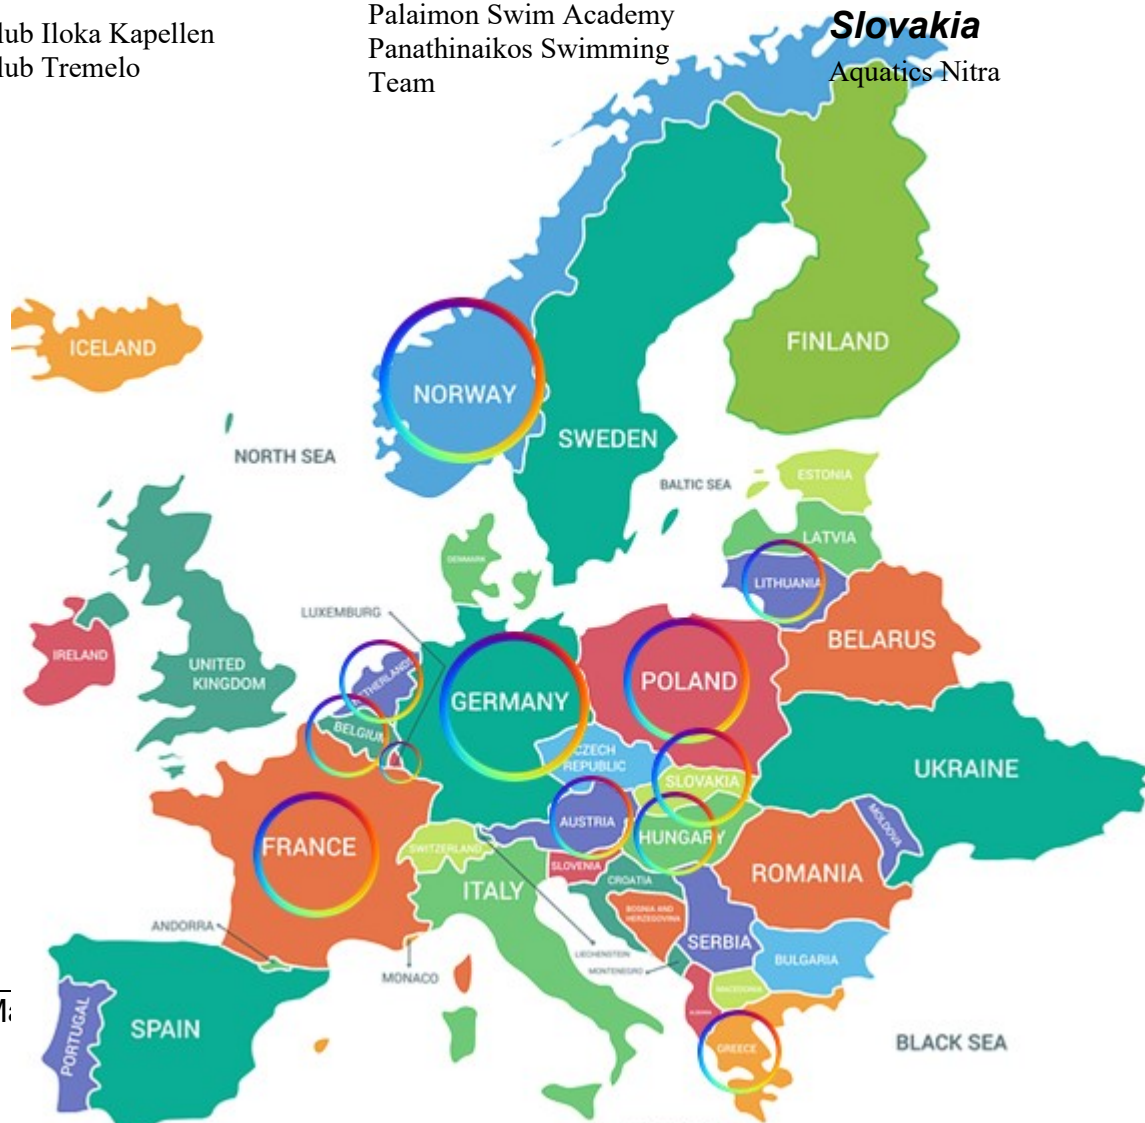 lub Iloka Kapellen
lub Tremelo
Palaimon Swim Academy
Panathinaikos Swimming
Team
Slovakia
Aquatics Nitra
ICELAND
NORWAY
FINLAND
SWEDEN
NORTH SEA
BALTIC SEA
ESTONIA
LATVIA
DENMARK
LITHUANIA
LUXEMBURG
BELARUS
IRELAND
UNITED
KINGDOM
NETHERLANDS
GERMANY
POLAND
BELGIUM
CZECH
REPUBLIC
SLOVAKIA
UKRAINE
AUSTRIA
HUNGARY
MOLDOVA
FRANCE
SWITZERLAND
SLOVENIA
ITALY
CROATIA
ROMANIA
BOSNIA AND
HERZEGOVINA
ANDORRA
SERBIA
LIECHENSTEIN
MONTENEGRO
BULGARIA
MONACO
MACEDONIA
ALBANIA
PORTUGAL
SPAIN
GREECE
BLACK SEA